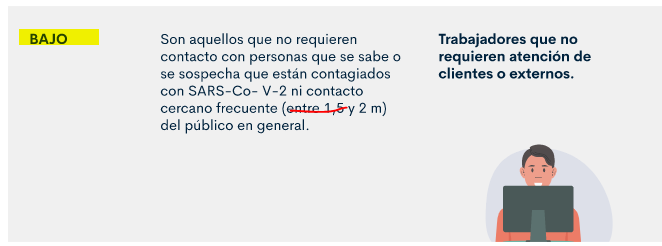 BAJO
Son aquellos que no requieren
contacto con personas que se sabe o
se sospecha que están contagiados
con SARS-Co- V-2 ni contacto
cercano frecuente (entre 1,5 y 2 m)
del público en general.
Trabajadores que no
requieren atención de
clientes o externos.